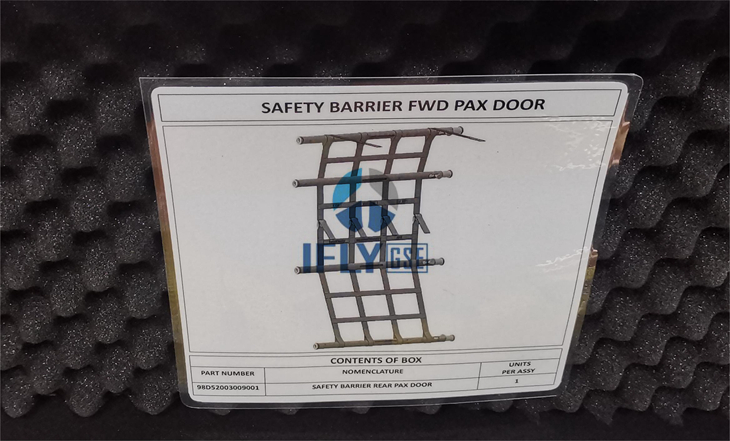 SAFETY BARRIER FWD PAX DOOR
IFLY GSE
CONTENTS OF BOX
PART NUMBER NOMENCLATURE UNITS PER ASSY
98D52003009001 SAFETY BARRIER REAR PAX DOOR 1